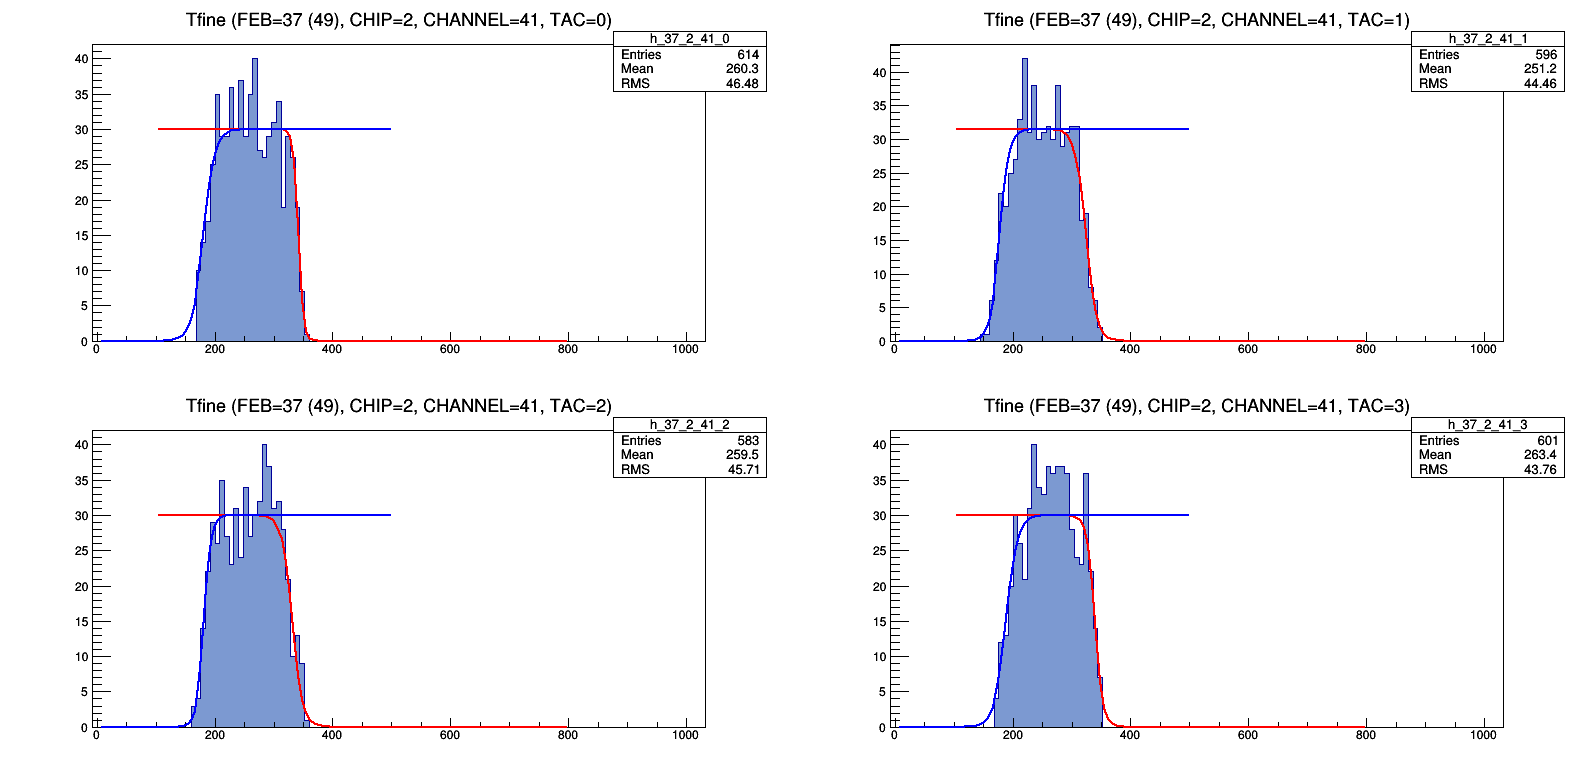 Tfine (FEB=37 (49), CHIP=2, CHANNEL=41, TAC=0)
h_37_2_41_0
Entries 614
Mean 260.3
RMS 46.48
40
35
30
25
20
15
10
5
0
0 200 400 600 800 1000
Tfine (FEB=37 (49), CHIP=2, CHANNEL=41, TAC=1)
h_37_2_41_1
Entries 596
Mean 251.2
RMS 44.46
40
35
30
25
20
15
10
5
0
0 200 400 600 800 1000
Tfine (FEB=37 (49), CHIP=2, CHANNEL=41, TAC=2)
h_37_2_41_2
Entries 583
Mean 259.5
RMS 45.71
40
35
30
25
20
15
10
5
0
0 200 400 600 800 1000
Tfine (FEB=37 (49), CHIP=2, CHANNEL=41, TAC=3)
h_37_2_41_3
Entries 601
Mean 263.4
RMS 43.76
40
35
30
25
20
15
10
5
0
0 200 400 600 800 1000